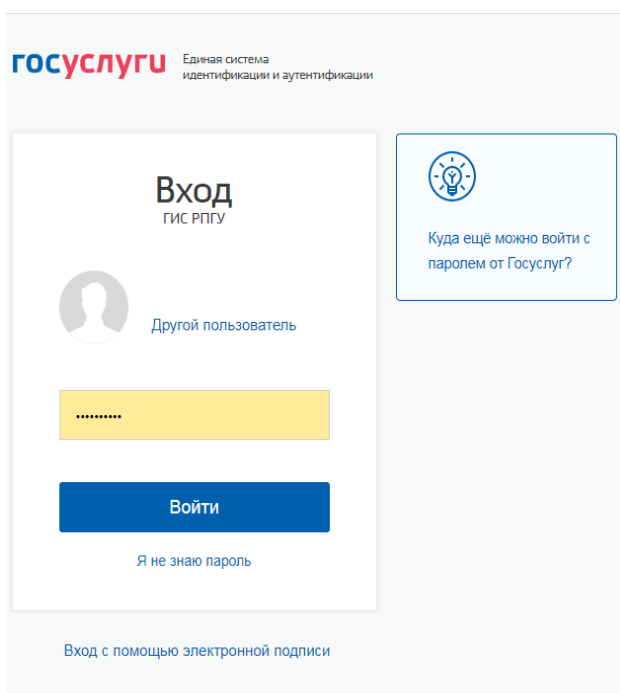 госуслуги
Единая система
идентификации и аутентификации
Вход
ГИС РПГУ
Другой пользователь
••••••••••
Войти
Я не знаю пароль
Вход с помощью электронной подписи
Куда ещё можно войти с
паролем от Госуслуг?